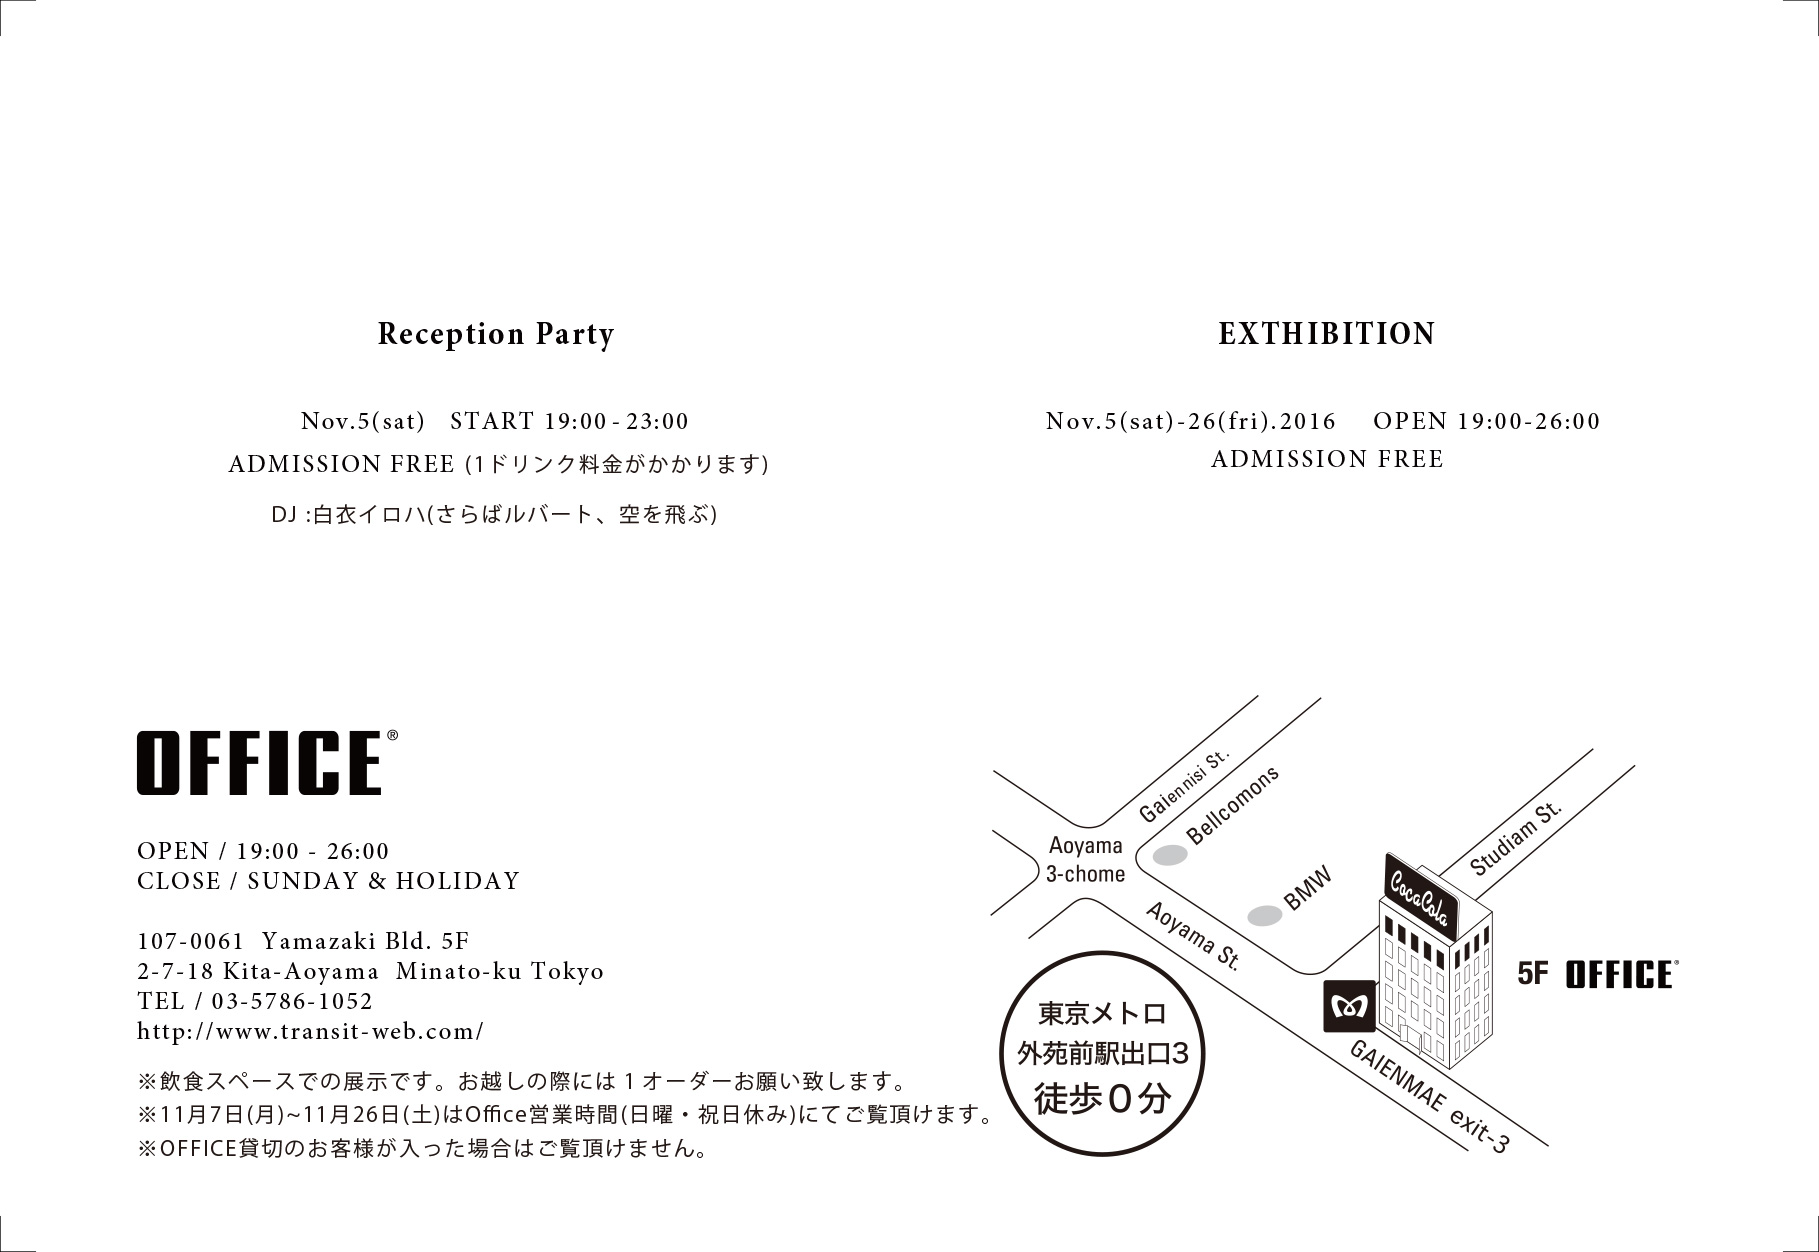 Reception Party
Nov.5(sat) START 19:00 - 23:00
ADMISSION FREE (1ドリンク料金がかかります)
DJ :白衣イロハ(さらばルバート、空を飛ぶ)
EXTHIBITION
Nov.5(sat)-26(fri).2016 OPEN 19:00-26:00
ADMISSION FREE
OFFICE®
OPEN / 19:00 - 26:00
CLOSE / SUNDAY & HOLIDAY
107-0061 Yamazaki Bld. 5F
2-7-18 Kita-Aoyama Minato-ku Tokyo
TEL / 03-5786-1052
http://www.transit-web.com/
※飲食スペースでの展示です。お越しの際には 1 オーダーお願い致します。
※11月7日(月)~11月26日(土)はOffice営業時間(日曜・祝日休み)にてご覧頂けます。
※OFFICE貸切のお客様が入った場合はご覧頂けません。
Gaiennisi St.
Bellcomons
Aoyama
3-chome
BMW
Aoyama St.
Studiam St.
CocaCola
5F OFFICE®
GAIENMAE exit-3
東京メトロ
外苑前駅出口3
徒歩０分